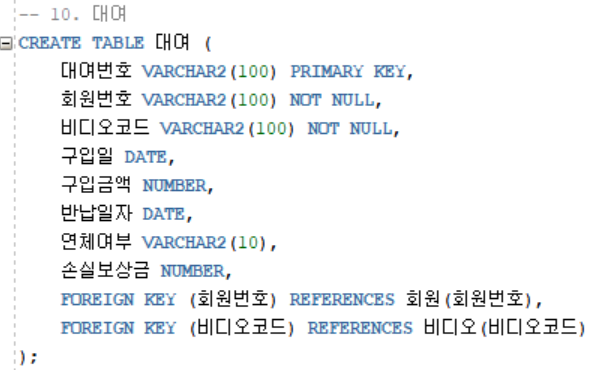 -- 10. 대여
CREATE TABLE 대여 (
대여번호 VARCHAR2(100) PRIMARY KEY,
회원번호 VARCHAR2(100) NOT NULL,
비디오코드 VARCHAR2(100) NOT NULL,
구입일 DATE,
구입금액 NUMBER,
반납일자 DATE,
연체여부 VARCHAR2(10),
손실보상금 NUMBER,
FOREIGN KEY (회원번호) REFERENCES 회원(회원번호),
FOREIGN KEY (비디오코드) REFERENCES 비디오(비디오코드)
);